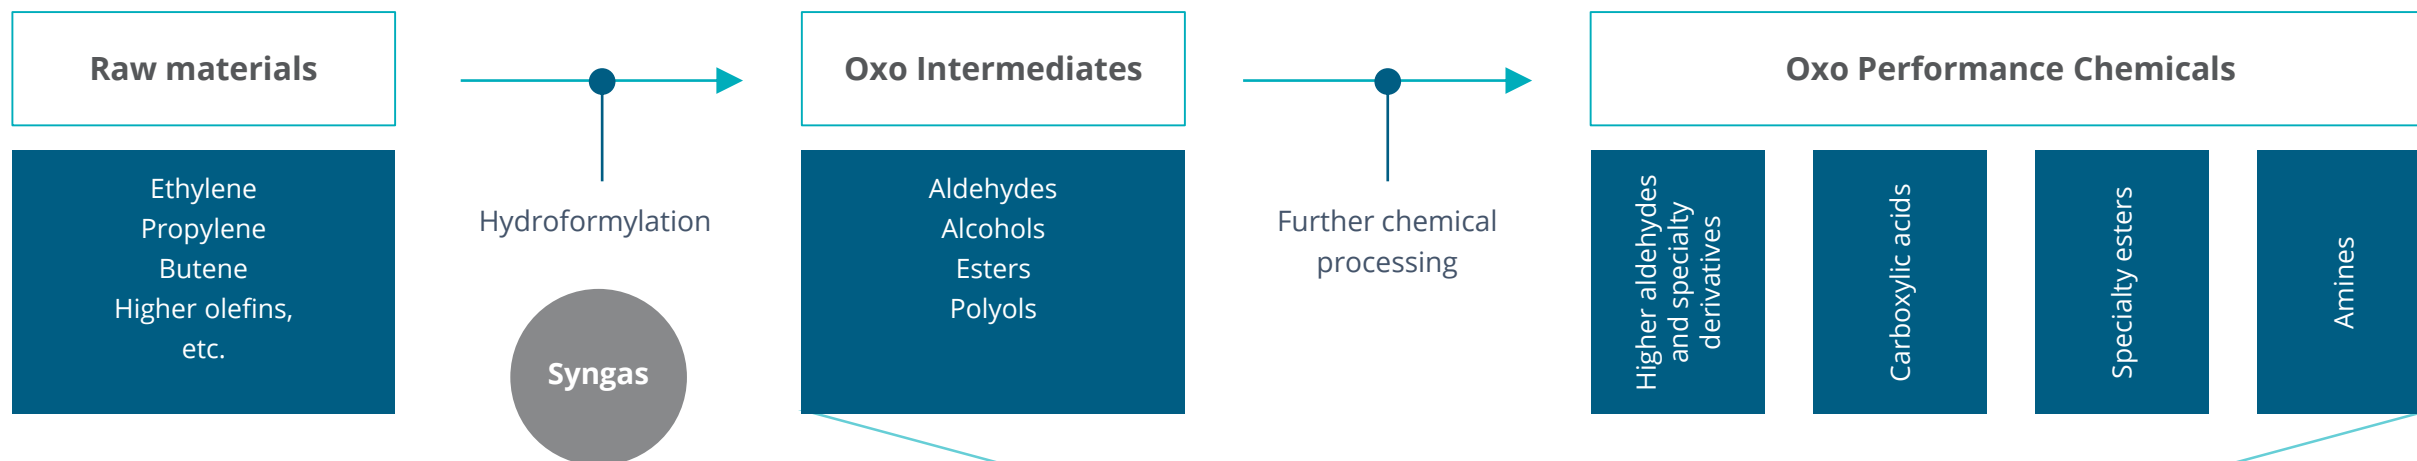 Raw materials
Ethylene
Propylene
Butene
Higher olefins,
etc.
Hydroformylation
Syngas
Oxo Intermediates
Aldehydes
Alcohols
Esters
Polyols
Further chemical
processing
Oxo Performance Chemicals
Higher aldehydes
and specialty
derivatives
Carboxylic acids
Specialty esters
Amines